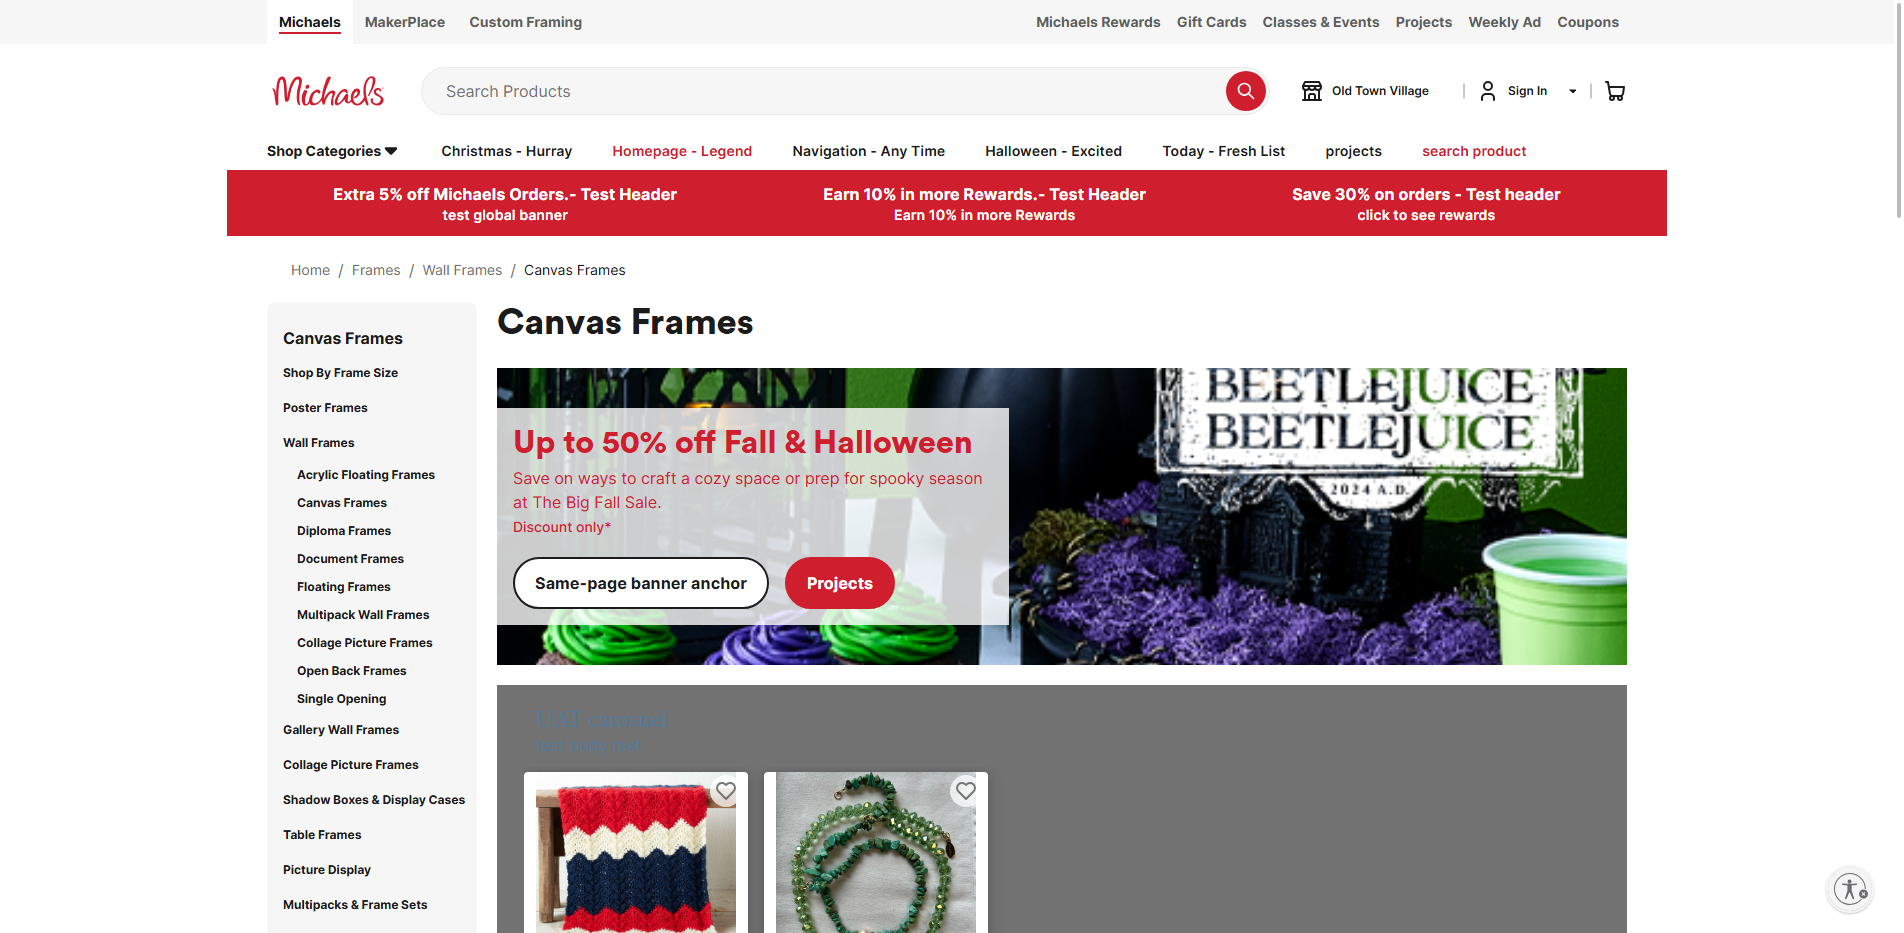 Michaels MakerPlace Custom Framing Michaels Rewards Gift Cards Classes & Events Projects Weekly Ad Coupons
Michaels Search Products Old Town Village Sign In
Shop Categories Christmas - Hurray Homepage - Legend Navigation - Any Time Halloween - Excited Today - Fresh List projects search product
Extra 5% off Michaels Orders.- Test Header
test global banner
Earn 10% in more Rewards.- Test Header
Earn 10% in more Rewards
Save 30% on orders - Test header
click to see rewards
Home / Frames / Wall Frames / Canvas Frames
Canvas Frames
Shop By Frame Size
Poster Frames
Wall Frames
Acrylic Floating Frames
Canvas Frames
Diploma Frames
Document Frames
Floating Frames
Multipack Wall Frames
Collage Picture Frames
Open Back Frames
Single Opening
Gallery Wall Frames
Collage Picture Frames
Shadow Boxes & Display Cases
Table Frames
Picture Display
Multipacks & Frame Sets
Canvas Frames
Up to 50% off Fall & Halloween
Save on ways to craft a cozy space or prep for spooky season
at The Big Fall Sale.
Discount only*
Same-page banner anchor Projects
BEETLEJUICE
BEETLEJUICE
2024 A.D.
carousel
test body text